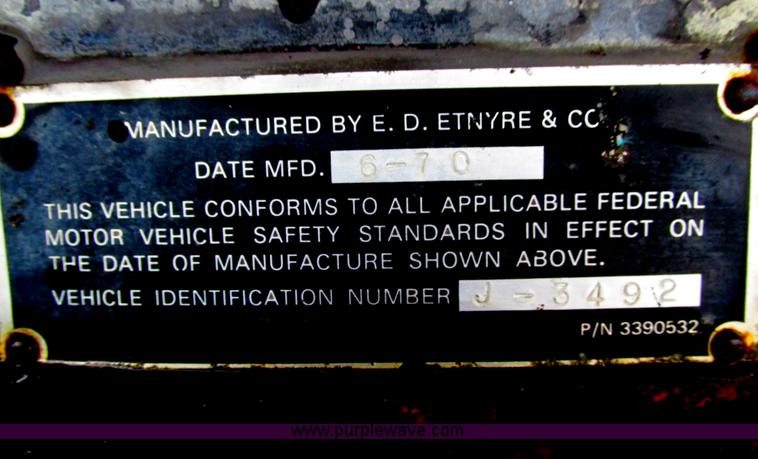 MANUFACTURED BY E. D. ETNYRE & CO
DATE MFD. 6-70
THIS VEHICLE CONFORMS TO ALL APPLICABLE FEDERAL
MOTOR VEHICLE SAFETY STANDARDS IN EFFECT ON
THE DATE OF MANUFACTURE SHOWN ABOVE.
VEHICLE IDENTIFICATION NUMBER J-3492
P/N 3390532
www.purplewave.com